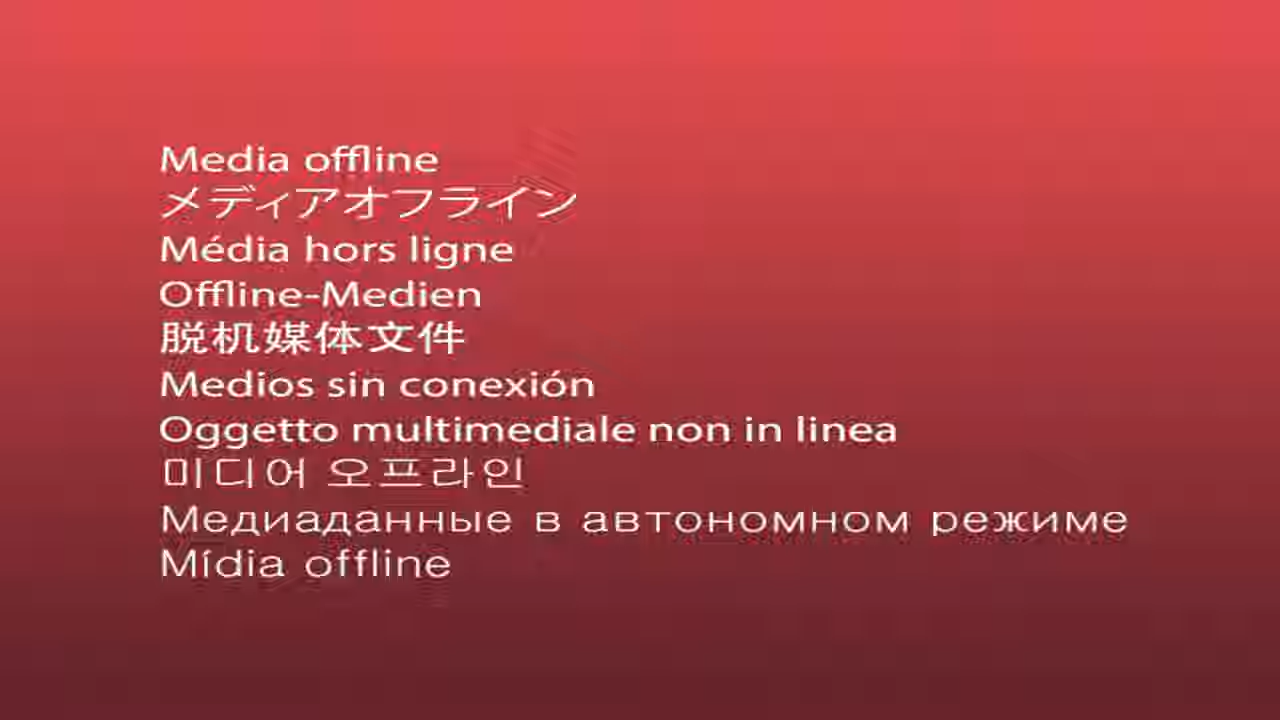 Media offline
メディアオフライン
Média hors ligne
Offline-Medien
脱机媒体文件
Medios sin conexión
Oggetto multimediale non in linea
미디어 오프라인
Медиаданные в автономном режиме
Mídia offline